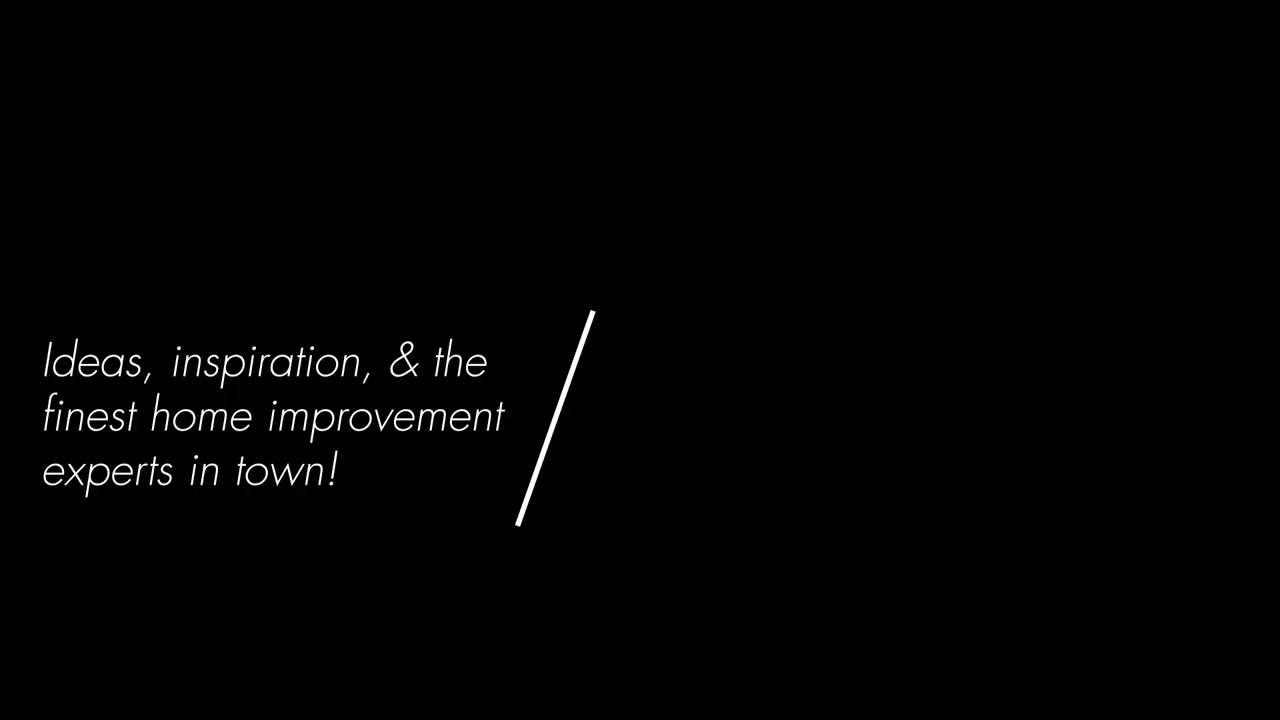 Ideas, inspiration, & the
finest home improvement
experts in town!